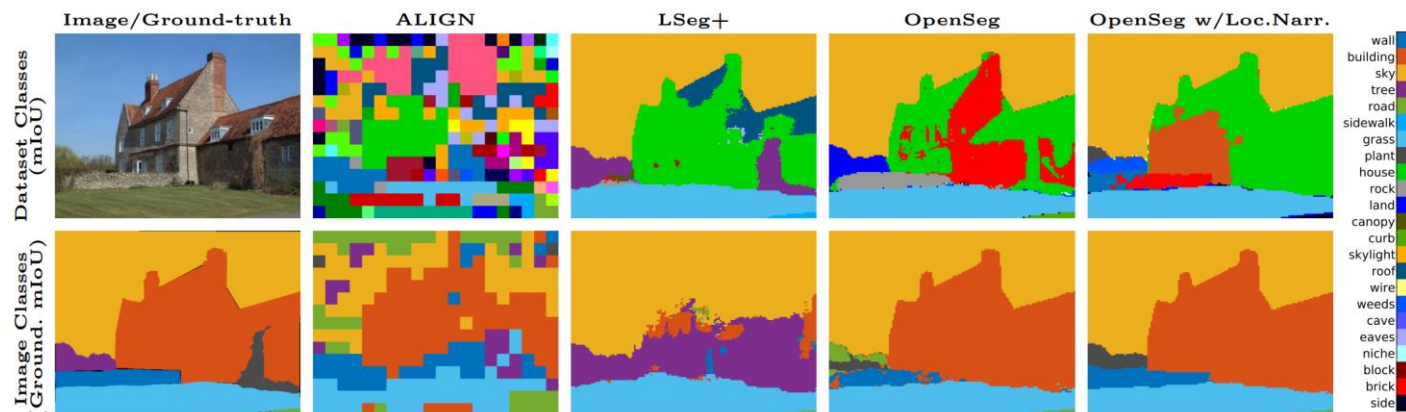 Image/Ground-truth ALIGN LSeg+ OpenSeg OpenSeg w/Loc.Narr.
Dataset Classes
(mIoU)
Image Classes
(Ground. mIoU)
wall
building
sky
tree
road
sidewalk
grass
plant
house
rock
land
canopy
curb
skylight
roof
wire
weeds
cave
eaves
niche
block
brick
side